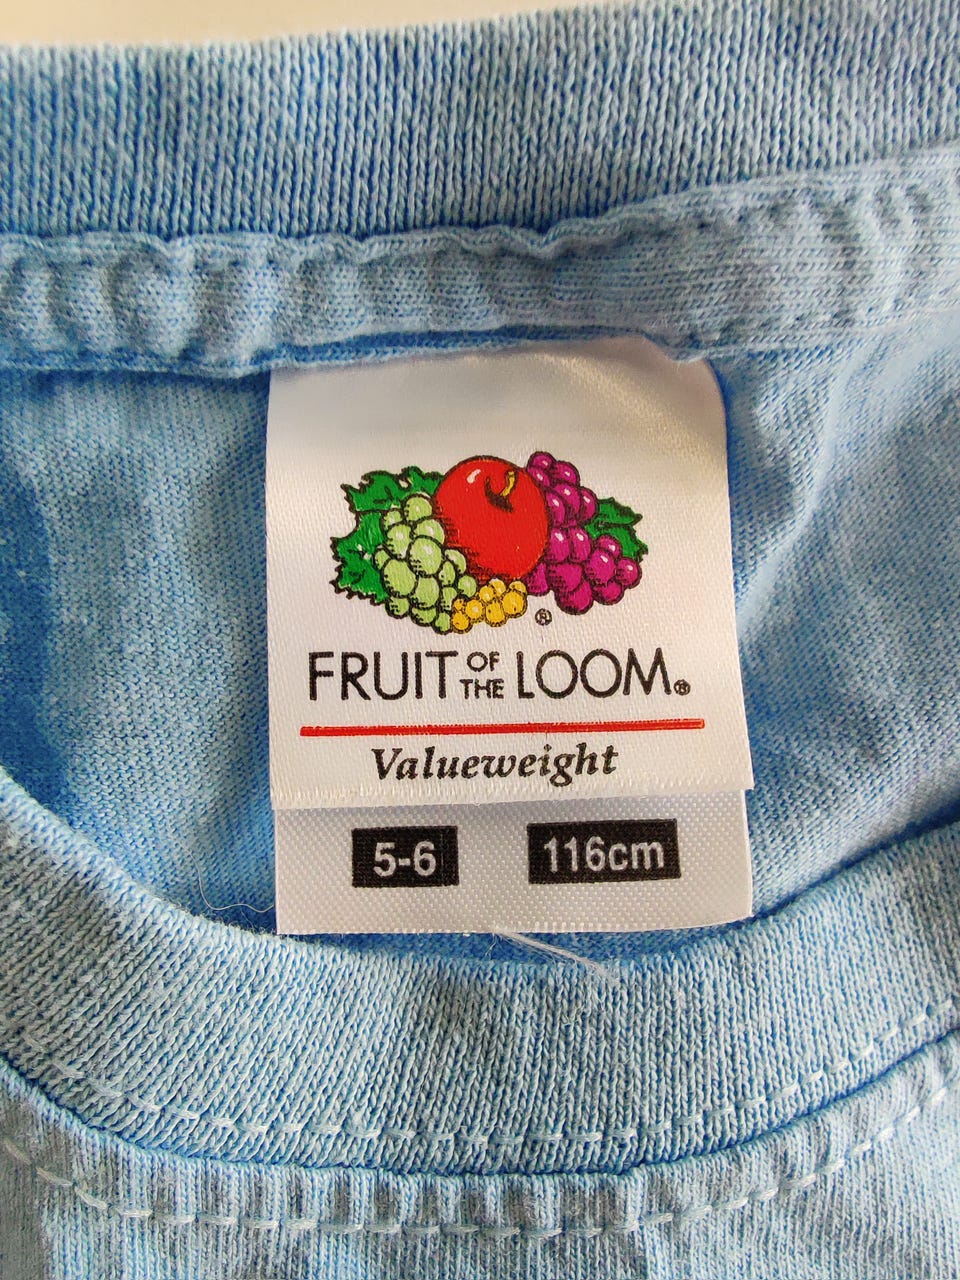 ®
FRUIT OF THE LOOM®
Valueweight
5-6 116cm